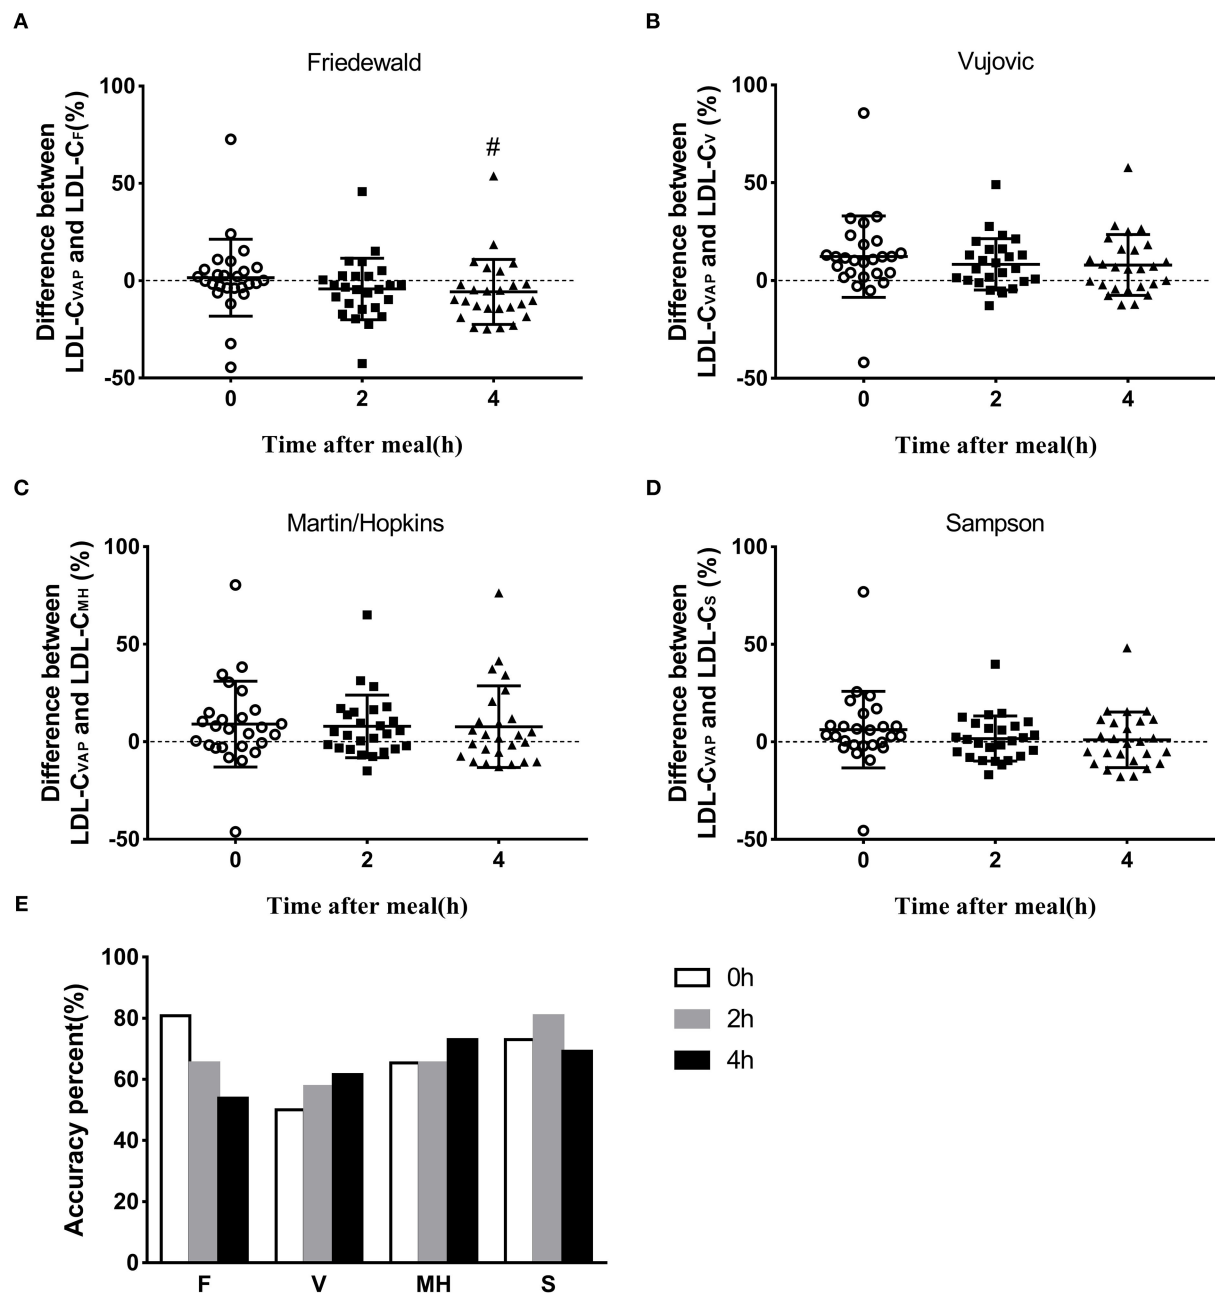 A
Friedewald
Difference between
LDL-CVAP and LDL-CF(%)
100
50
0
-50
#
0 2 4
Time after meal(h)
B
Vujovic
Difference between
LDL-CVAP and LDL-CV (%)
100
50
0
-50
0 2 4
Time after meal(h)
C
Martin/Hopkins
Difference between
LDL-CVAP and LDL-CMH (%)
100
50
0
-50
0 2 4
Time after meal(h)
D
Sampson
Difference between
LDL-CVAP and LDL-CS (%)
100
50
0
-50
0 2 4
Time after meal(h)
E
Accuracy percent(%)
100
80
60
40
20
0
F V MH S
0h
2h
4h